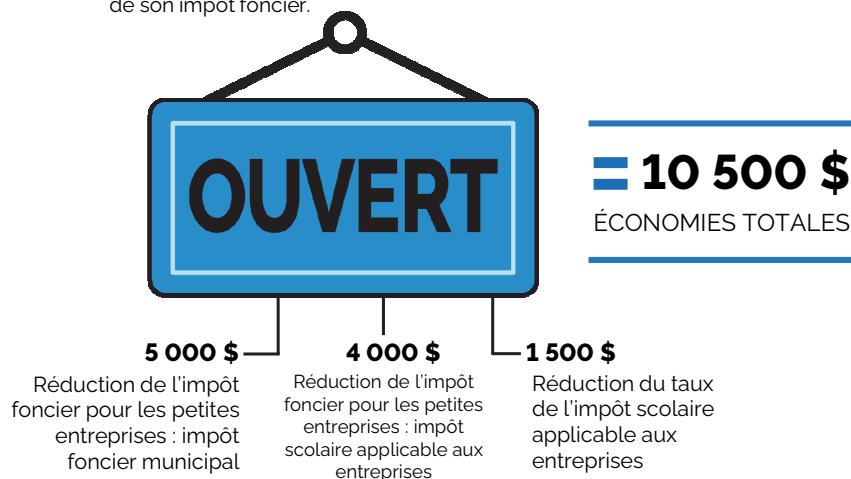 de son impôt foncier.
OUVERT
= 10 500 $
ÉCONOMIES TOTALES
5 000 $
Réduction de l'impôt
foncier pour les petites
entreprises : impôt
foncier municipal
4 000 $
Réduction de l'impôt
foncier pour les petites
entreprises : impôt
scolaire applicable aux
entreprises
1 500 $
Réduction du taux
de l'impôt scolaire
applicable aux
entreprises